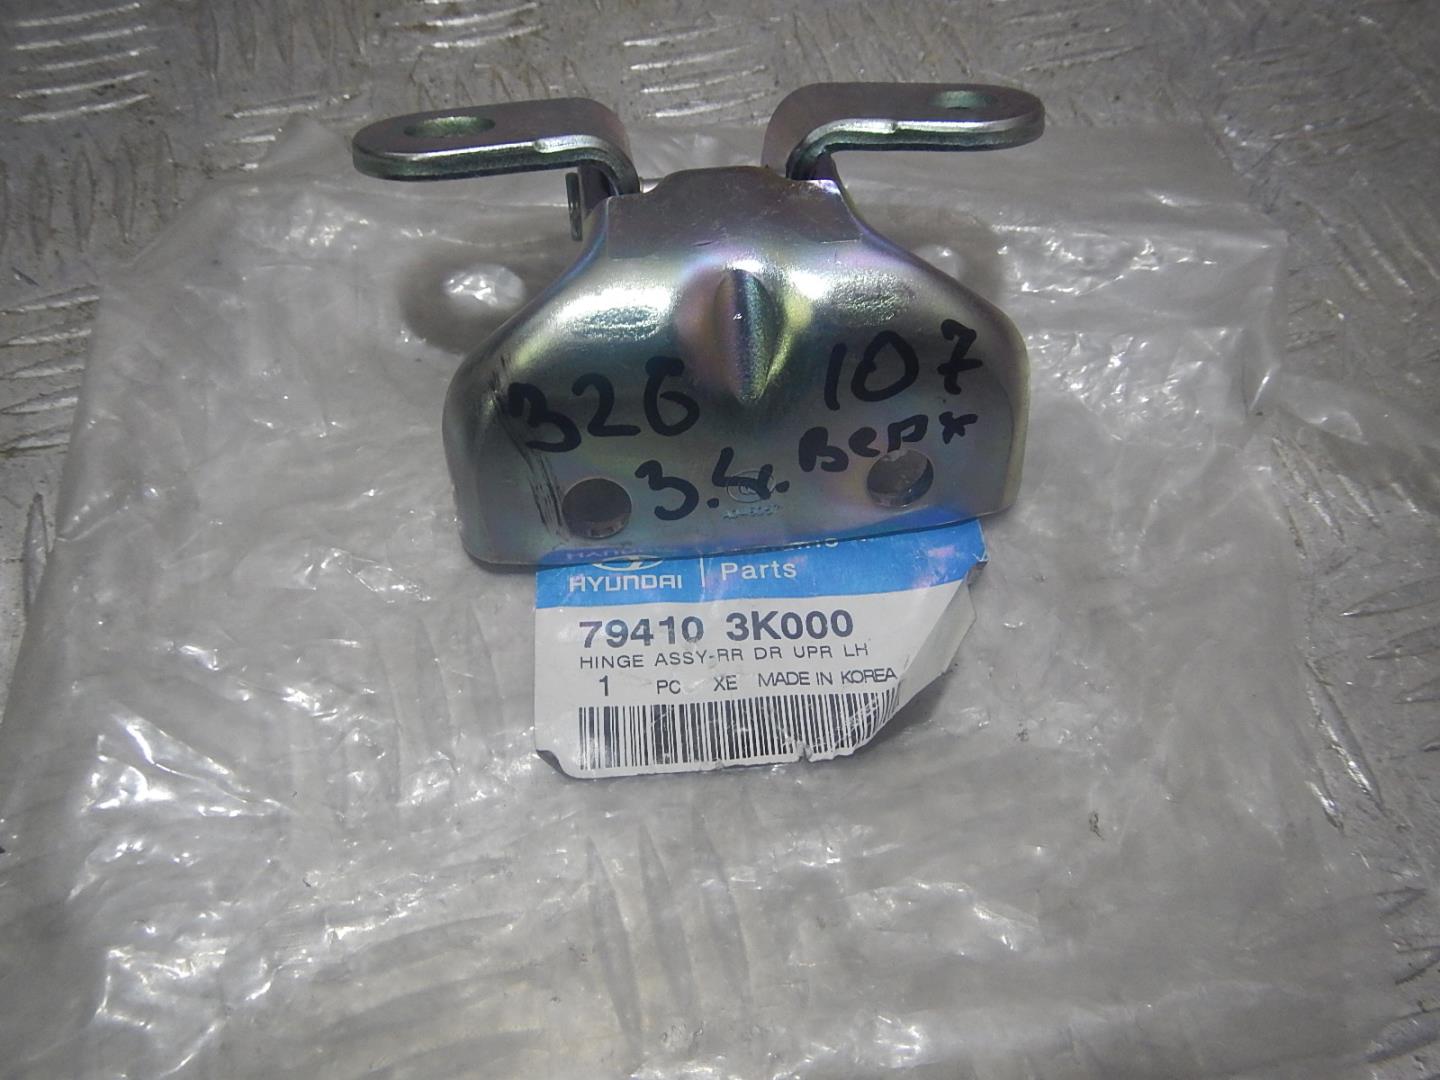 326 107
З.Ч. Верх
HYUNDAI Parts
79410 3K000
HINGE ASSY-RR DR UPR LH
1 PC XE MADE IN KOREA